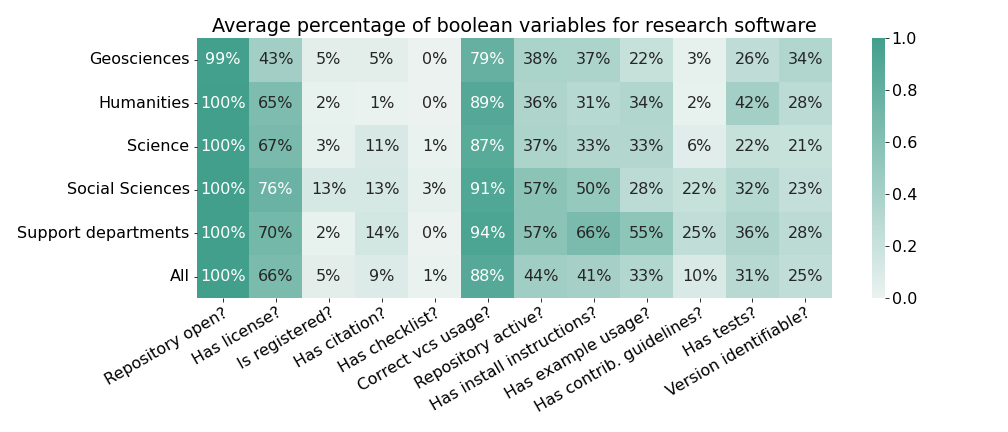 Average percentage of boolean variables for research software
Geosciences 99% 43% 5% 5% 0% 79% 38% 37% 22% 3% 26% 34%
Humanities 100% 65% 2% 1% 0% 89% 36% 31% 34% 2% 42% 28%
Science 100% 67% 3% 11% 1% 87% 37% 33% 33% 6% 22% 21%
Social Sciences 100% 76% 13% 13% 3% 91% 57% 50% 28% 22% 32% 23%
Support departments 100% 70% 2% 14% 0% 94% 57% 66% 55% 25% 36% 28%
All 100% 66% 5% 9% 1% 88% 44% 41% 33% 10% 31% 25%
Repository open?
Has license?
Is registered?
Has citation?
Has checklist?
Correct vcs usage?
Repository active?
Has install instructions?
Has example usage?
Has contrib. guidelines?
Has tests?
Version identifiable?
1.0
0.8
0.6
0.4
0.2
0.0